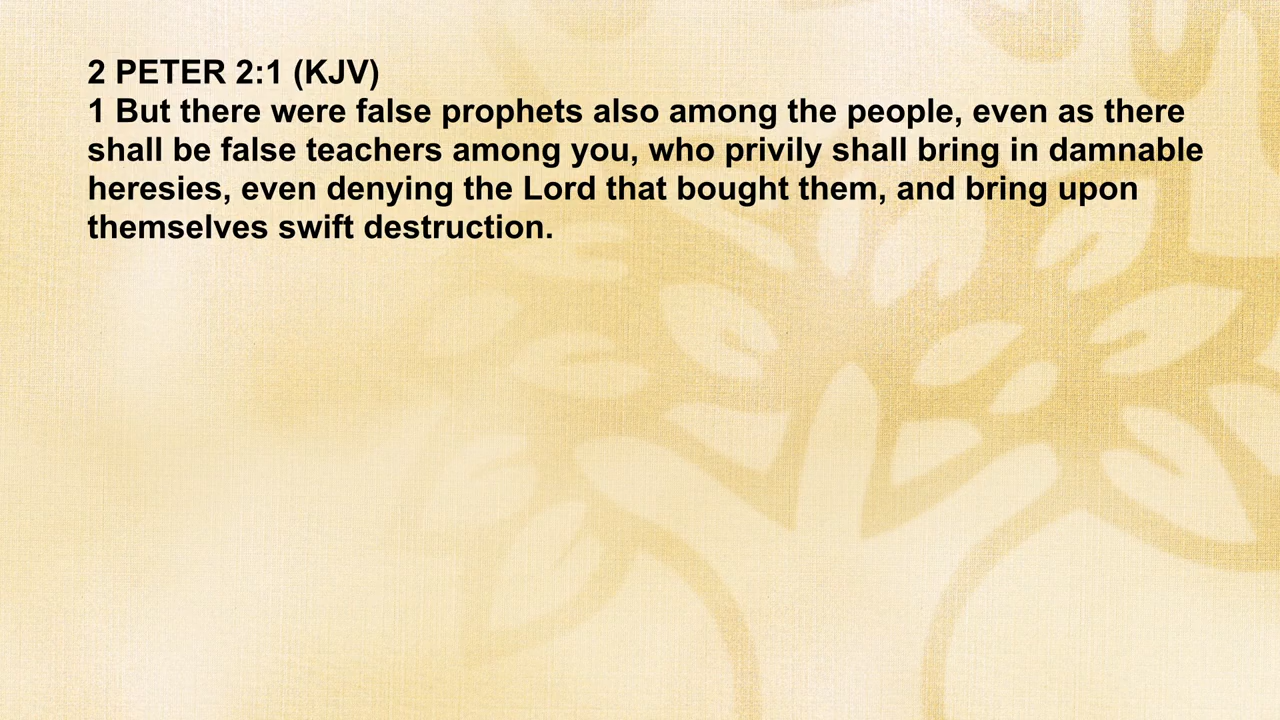 2 PETER 2:1 (KJV)
1 But there were false prophets also among the people, even as there
shall be false teachers among you, who privily shall bring in damnable
heresies, even denying the Lord that bought them, and bring upon
themselves swift destruction.